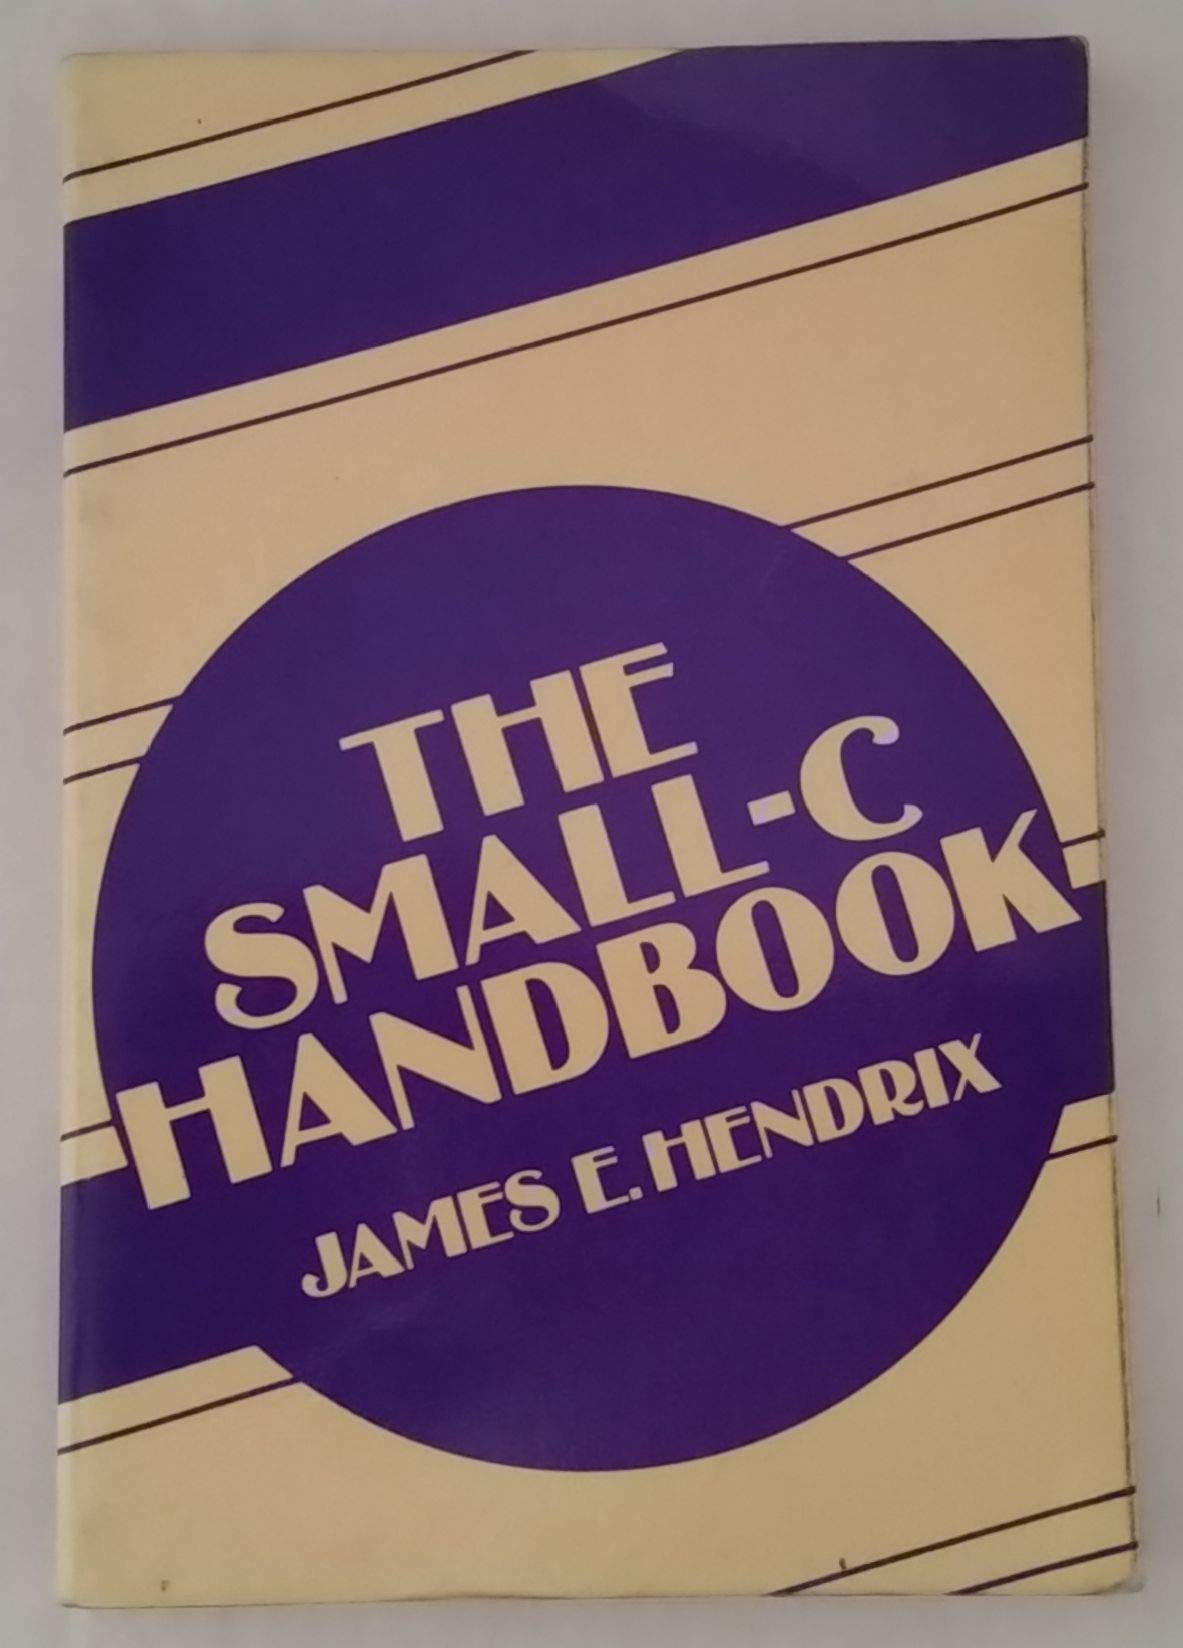 THE
SMALL-C
HANDBOOK
JAMES E. HENDRIX